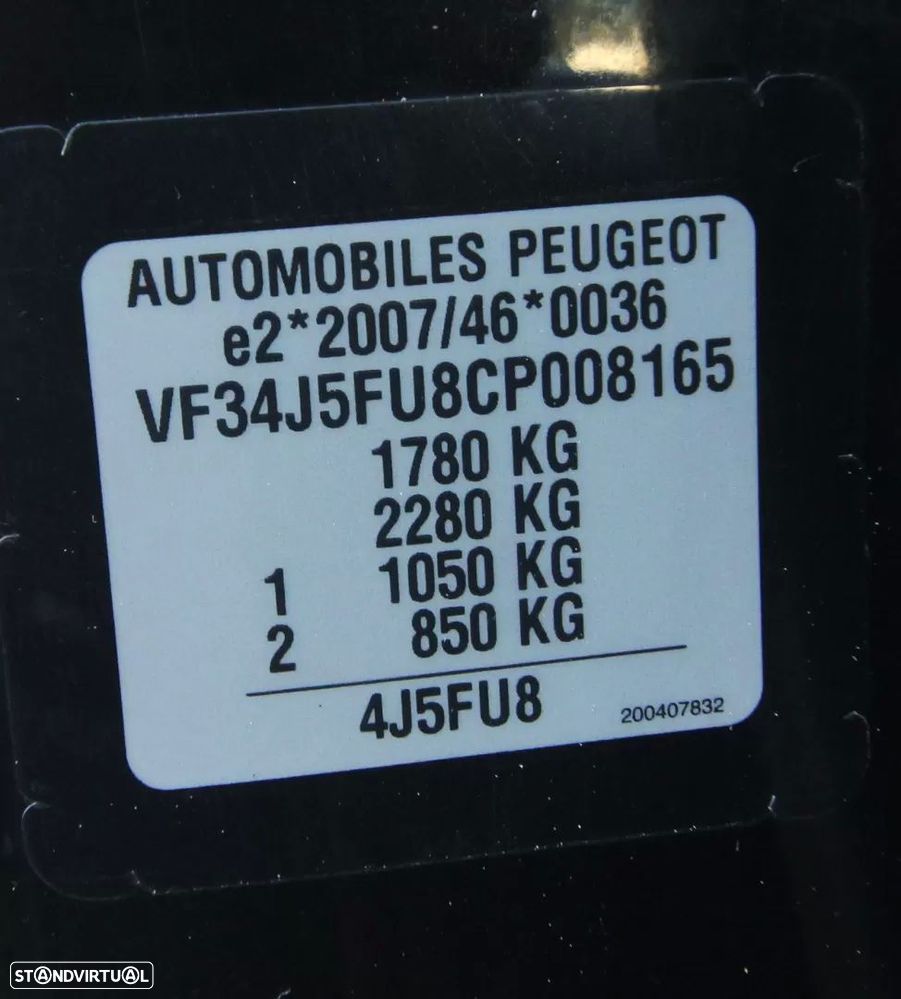 AUTOMOBILES PEUGEOT
e2*2007/46*0036
VF34J5FU8CP008165
1780 KG
2280 KG
1 1050 KG
2 850 KG
4J5FU8 200407832
STANDVIRTUAL